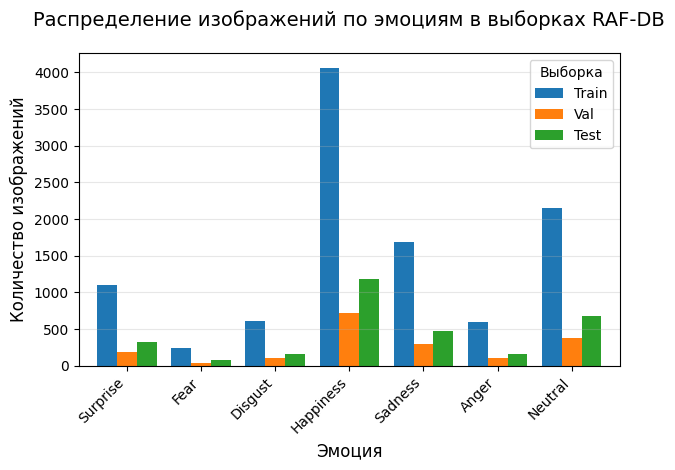 Распределение изображений по эмоциям в выборках RAF-DB
Количество изображений
4000
3500
3000
2500
2000
1500
1000
500
0
Выборка
Train
Val
Test
Surprise
Fear
Disgust
Happiness
Sadness
Anger
Neutral
Эмоция